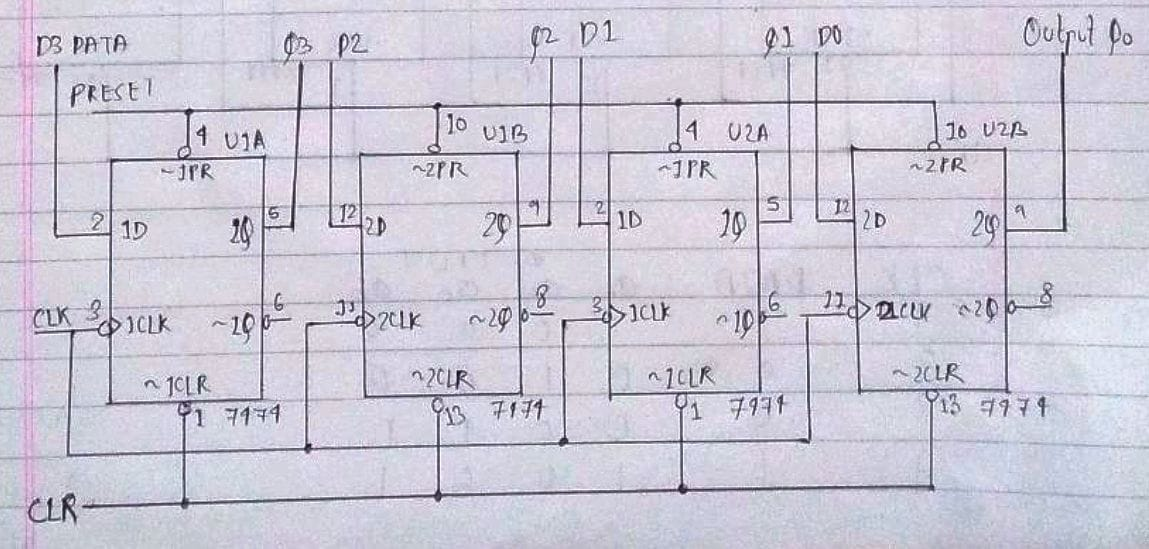 D3 DATA Q3 D2 Q2 D1 Q1 D0 Output Q0
PRESET
4 U1A 10 U1B 4 U2A 10 U2B
~1PR ~2PR ~1PR ~2PR
2 1D 1Q 5 12 2D 2Q 9 2 1D 1Q 5 12 2D 2Q 9
CLK 3 1CLK ~1Q 6 11 2CLK ~2Q 8 3 1CLK ~1Q 6 11 2CLK ~2Q 8
~1CLR ~2CLR ~1CLR ~2CLR
1 7474 13 7474 1 7474 13 7474
CLR